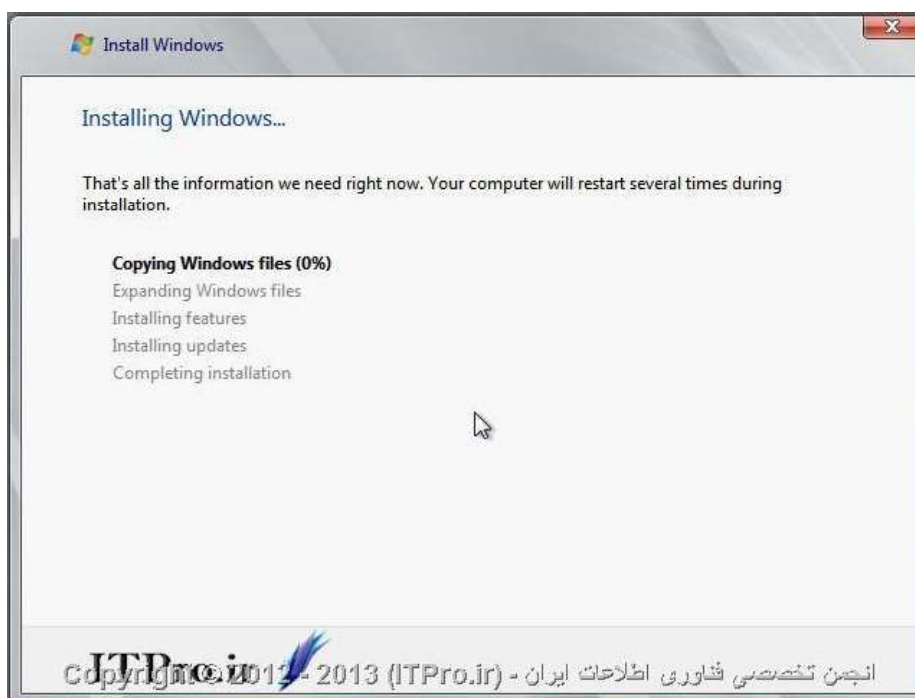 Install Windows
Installing Windows...
That's all the information we need right now. Your computer will restart several times during
installation.
Copying Windows files (0%)
Expanding Windows files
Installing features
Installing updates
Completing installation
ITPro.ir
Copyright © 2012 - 2013 (ITPro.ir) - انجمن تخصصی فناوری اطلاعات ایران